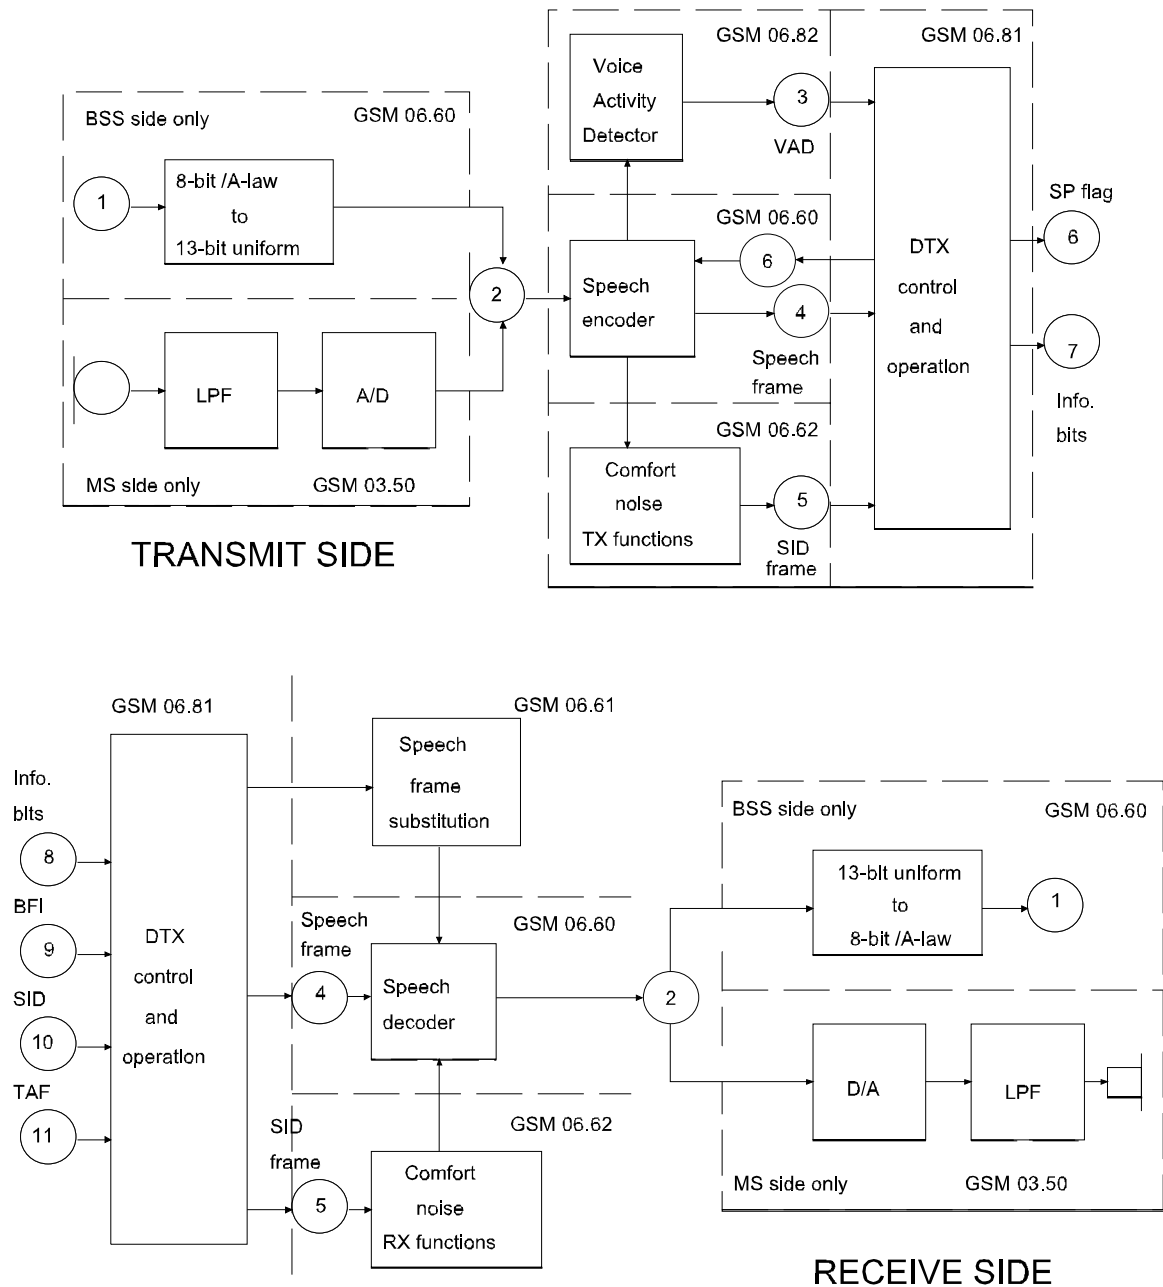 GSM 06.82
GSM 06.81
Voice
Activity
Detector
3
VAD
BSS side only
GSM 06.60
1
8-bit /A-law
to
13-bit uniform
GSM 06.60
SP flag
6
6
DTX
control
and
operation
2
Speech
encoder
4
Speech
frame
7
Info.
bits
LPF
A/D
GSM 06.62
MS side only
GSM 03.50
Comfort
noise
TX functions
5
SID
frame
TRANSMIT SIDE
GSM 06.81
GSM 06.61
Speech
frame
substitution
Info.
bits
8
BFI
9
SID
10
TAF
11
DTX
control
and
operation
Speech
frame
GSM 06.60
4
Speech
decoder
2
BSS side only
GSM 06.60
13-bit uniform
to
8-bit /A-law
1
D/A
LPF
SID
frame
GSM 06.62
5
Comfort
noise
RX functions
MS side only
GSM 03.50
RECEIVE SIDE